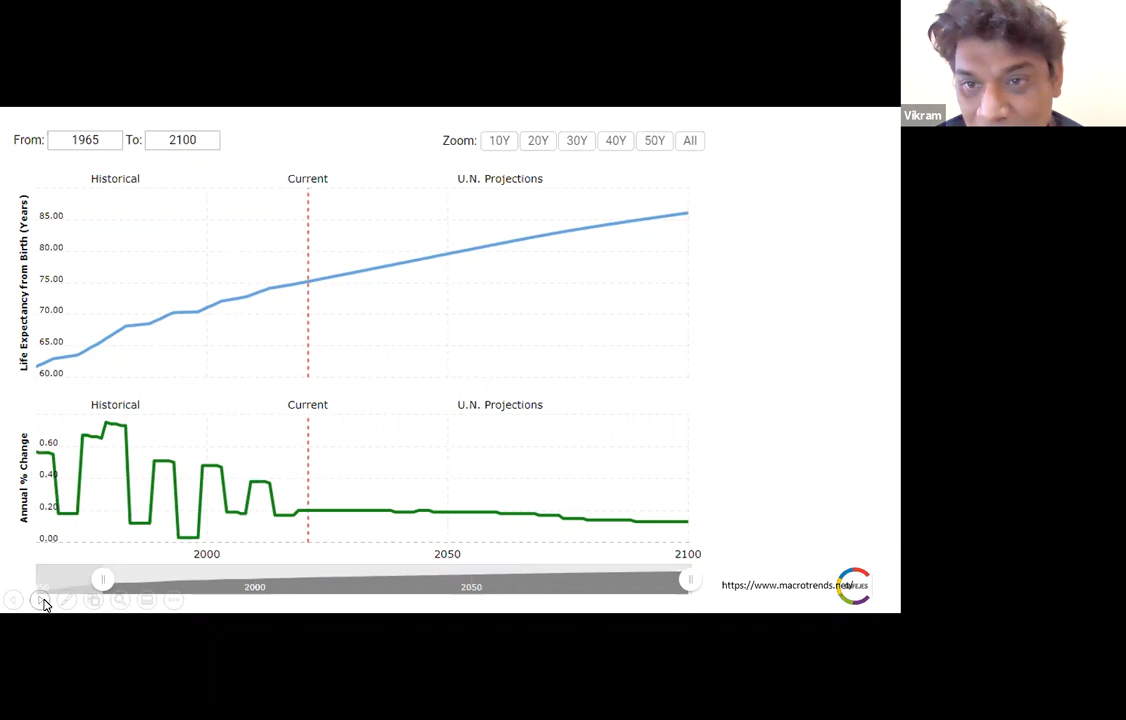 Vikram
From: 1965 To: 2100
Zoom: 10Y 20Y 30Y 40Y 50Y All
Historical Current U.N. Projections
Life Expectancy from Birth (Years)
85.00
80.00
75.00
70.00
65.00
60.00
Historical Current U.N. Projections
Annual % Change
0.60
0.40
0.20
0.00
2000 2050 2100
2000 2050
https://www.macrotrends.net/